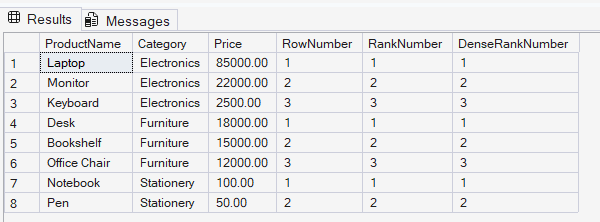 Results Messages
ProductName Category Price RowNumber RankNumber DenseRankNumber
1 Laptop Electronics 85000.00 1 1 1
2 Monitor Electronics 22000.00 2 2 2
3 Keyboard Electronics 2500.00 3 3 3
4 Desk Furniture 18000.00 1 1 1
5 Bookshelf Furniture 15000.00 2 2 2
6 Office Chair Furniture 12000.00 3 3 3
7 Notebook Stationery 100.00 1 1 1
8 Pen Stationery 50.00 2 2 2